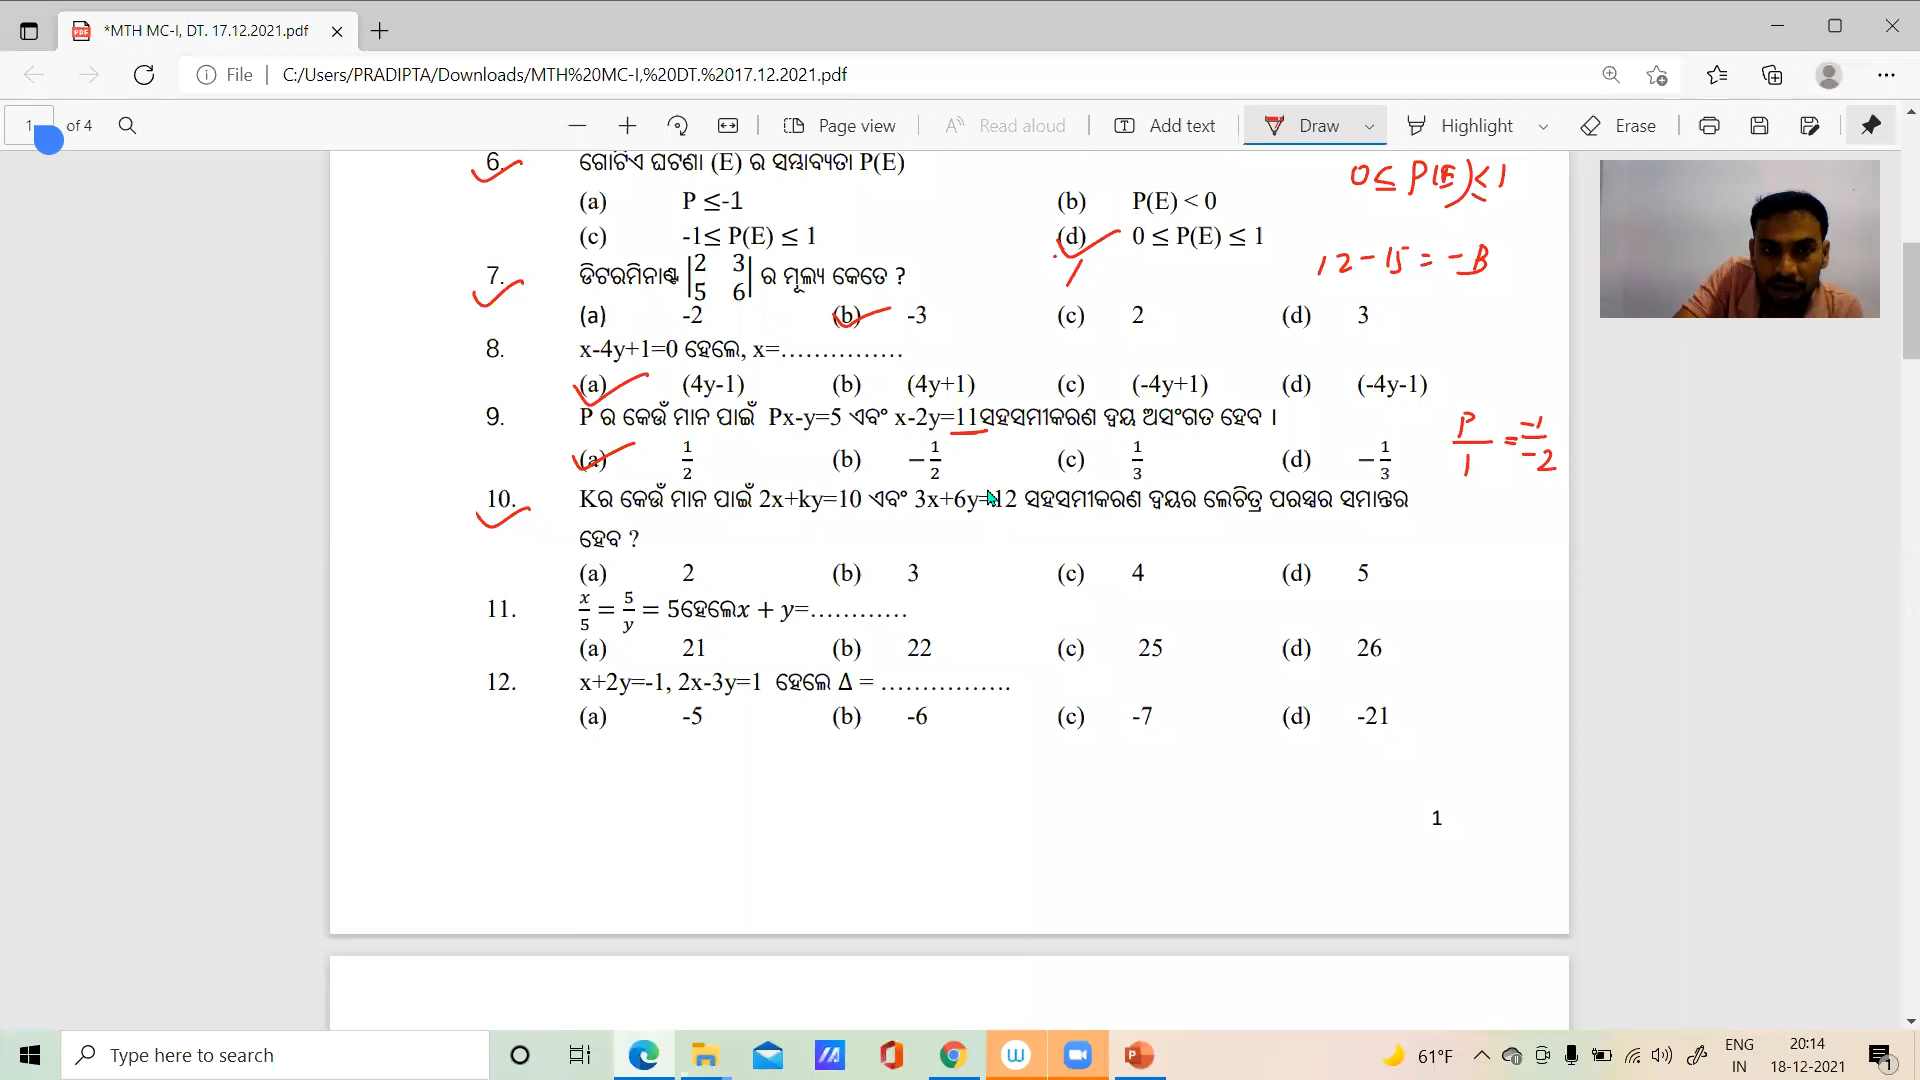 *MTH MC-I, DT. 17.12.2021.pdf
File C:/Users/PRADIPTA/Downloads/MTH%20MC-I,%20DT.%2017.12.2021.pdf
1 of 4 Page view Read aloud Add text Draw Highlight Erase
6. ଗୋଟିଏ ଘଟଣା (E) ର ସମ୍ଭାବ୍ୟତା P(E)
0 ≤ P(E) ≤ 1
(a) P ≤-1 (b) P(E) < 0
(c) -1≤ P(E) ≤ 1 (d) 0 ≤ P(E) ≤ 1
12 - 15 = -3
7. ଡିଟରମିନାଣ୍ଟ |2 3
5 6| ର ମୂଲ୍ୟ କେତେ ?
(a) -2 (b) -3 (c) 2 (d) 3
8. x-4y+1=0 ହେଲେ, x=……………
(a) (4y-1) (b) (4y+1) (c) (-4y+1) (d) (-4y-1)
9. P ର କେଉଁ ମାନ ପାଇଁ Px-y=5 ଏବଂ x-2y=11ସହସମୀକରଣ ଦ୍ୱୟ ଅସଂଗତ ହେବ ।
P/1 = -1/-2
(a) 1/2 (b) −1/2 (c) 1/3 (d) −1/3
10. Kର କେଉଁ ମାନ ପାଇଁ 2x+ky=10 ଏବଂ 3x+6y=12 ସହସମୀକରଣ ଦ୍ୱୟର ଲେଚିତ୍ର ପରସ୍ପର ସମାନ୍ତର
ହେବ ?
(a) 2 (b) 3 (c) 4 (d) 5
11. x/5 = 5/y = 5ହେଲେx + y=…………
(a) 21 (b) 22 (c) 25 (d) 26
12. x+2y=-1, 2x-3y=1 ହେଲେ Δ = …………….
(a) -5 (b) -6 (c) -7 (d) -21
1
Type here to search
61°F ENG 20:14
IN 18-12-2021 1